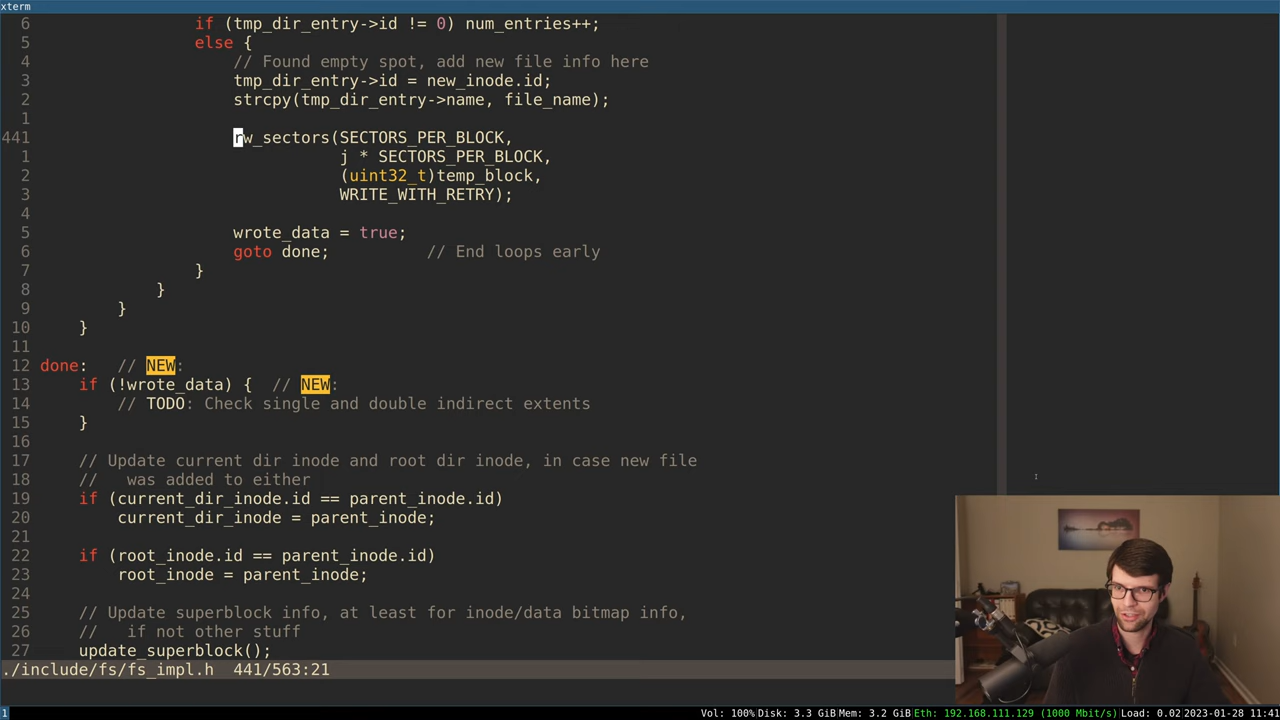 xterm
6 if (tmp_dir_entry->id != 0) num_entries++;
5 else {
4 // Found empty spot, add new file info here
3 tmp_dir_entry->id = new_inode.id;
2 strcpy(tmp_dir_entry->name, file_name);
1
441 rw_sectors(SECTORS_PER_BLOCK,
1 j * SECTORS_PER_BLOCK,
2 (uint32_t)temp_block,
3 WRITE_WITH_RETRY);
4
5 wrote_data = true;
6 goto done; // End loops early
7 }
8 }
9 }
10 }
11
12 done: // NEW:
13 if (!wrote_data) { // NEW:
14 // TODO: Check single and double indirect extents
15 }
16
17 // Update current dir inode and root dir inode, in case new file
18 // was added to either
19 if (current_dir_inode.id == parent_inode.id)
20 current_dir_inode = parent_inode;
21
22 if (root_inode.id == parent_inode.id)
23 root_inode = parent_inode;
24
25 // Update superblock info, at least for inode/data bitmap info,
26 // if not other stuff
27 update_superblock();
./include/fs/fs_impl.h 441/563:21
1 Vol: 100% Disk: 3.3 GiB Mem: 3.2 GiB Eth: 192.168.111.129 (1000 Mbit/s) Load: 0.02 2023-01-28 11:41